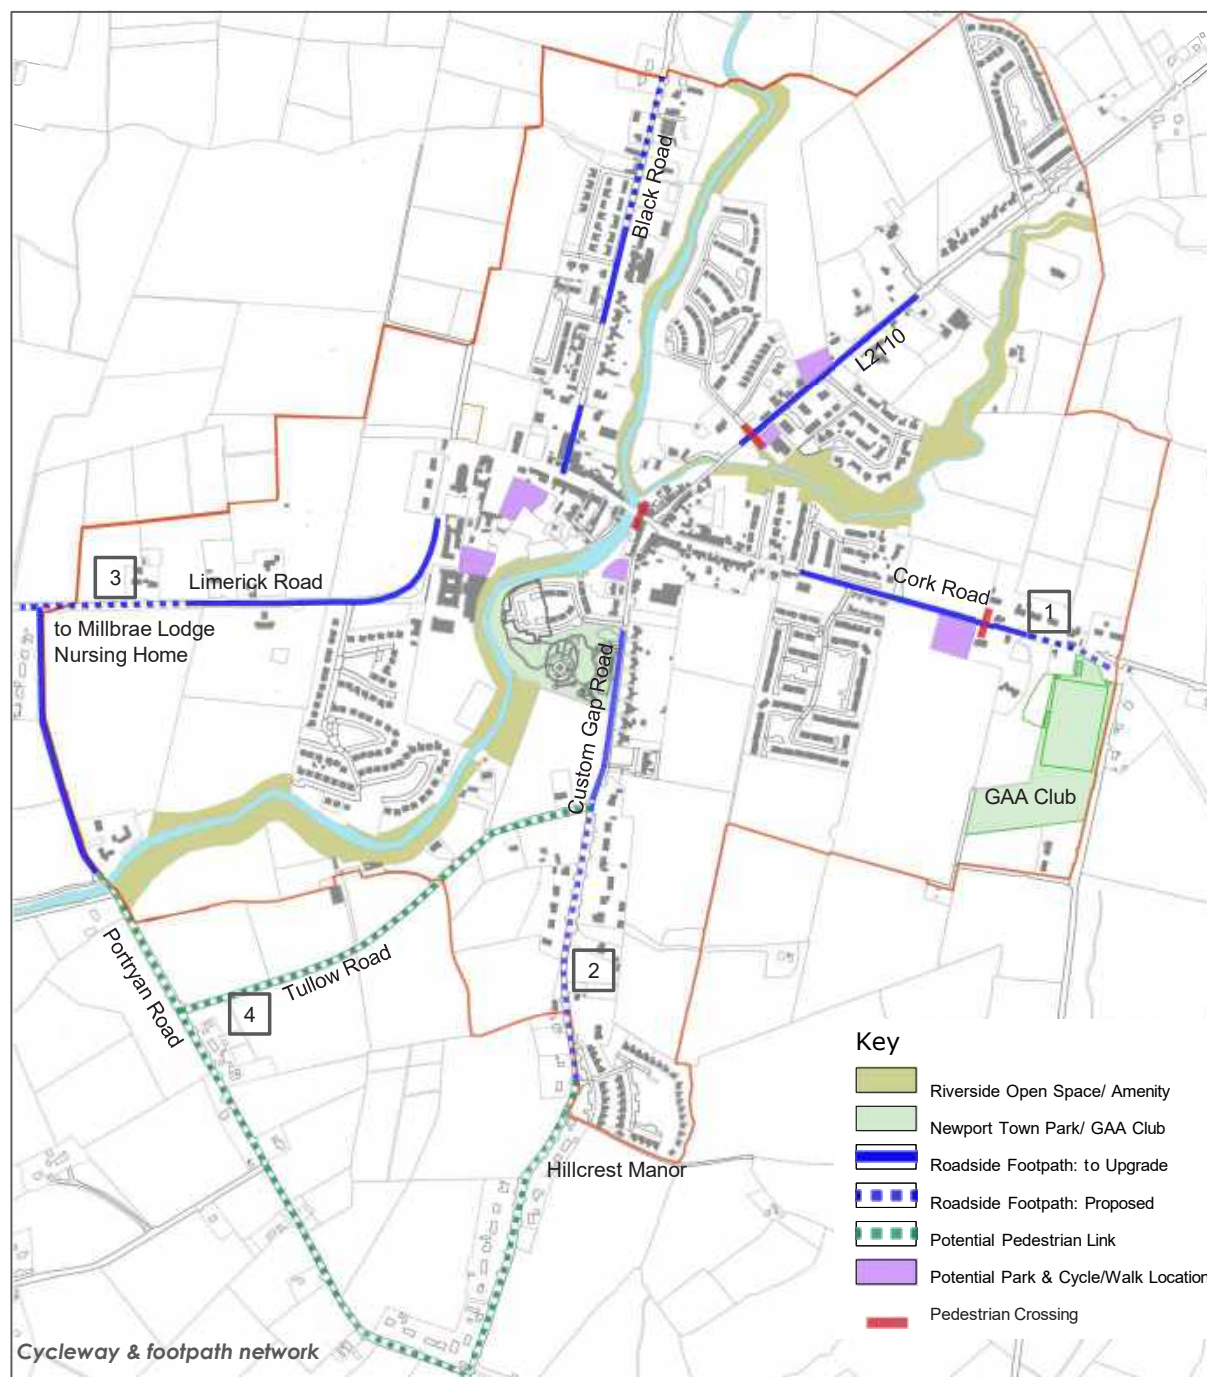 Black Road
L2110
Cork Road
1
3
Limerick Road
to Millbrae Lodge
Nursing Home
Custom Gap Road
GAA Club
2
Portryan Road
Tullow Road
4
Hillcrest Manor
Key
Riverside Open Space/ Amenity
Newport Town Park/ GAA Club
Roadside Footpath: to Upgrade
Roadside Footpath: Proposed
Potential Pedestrian Link
Potential Park & Cycle/Walk Location
Pedestrian Crossing
Cycleway & footpath network